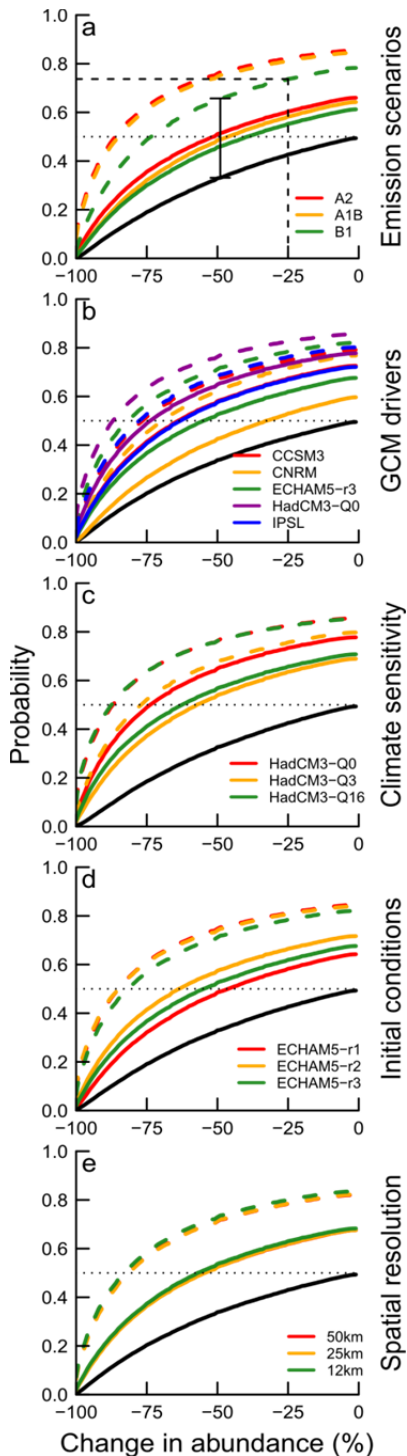 a
1.0
0.8
0.6
0.4
0.2
0.0
A2
A1B
B1
−100 −75 −50 −25 0
Emission scenarios
b
1.0
0.8
0.6
0.4
0.2
0.0
CCSM3
CNRM
ECHAM5−r3
HadCM3−Q0
IPSL
−100 −75 −50 −25 0
GCM drivers
c
1.0
0.8
0.6
0.4
0.2
0.0
Probability
HadCM3−Q0
HadCM3−Q3
HadCM3−Q16
−100 −75 −50 −25 0
Climate sensitivity
d
1.0
0.8
0.6
0.4
0.2
0.0
ECHAM5−r1
ECHAM5−r2
ECHAM5−r3
−100 −75 −50 −25 0
Initial conditions
e
1.0
0.8
0.6
0.4
0.2
0.0
50km
25km
12km
−100 −75 −50 −25 0
Spatial resolution
Change in abundance (%)